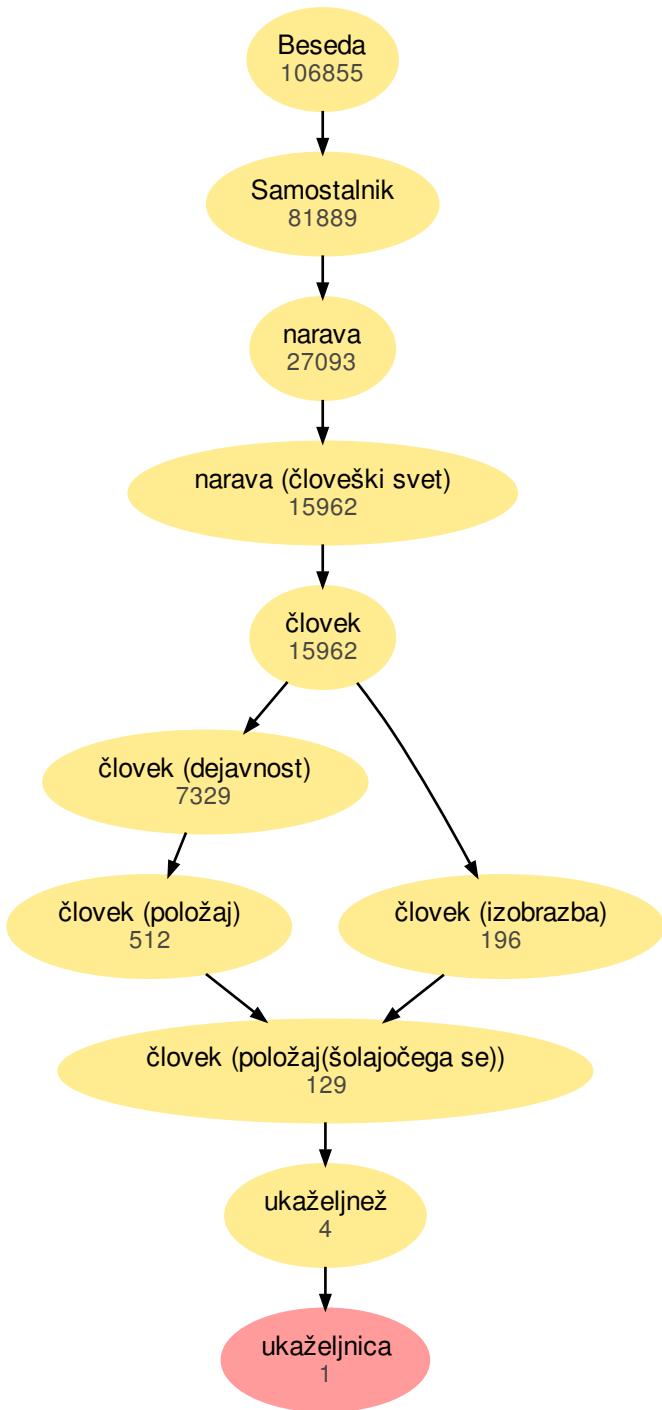 Beseda
106855
Samostalnik
81889
narava
27093
narava (človeški svet)
15962
človek
15962
človek (dejavnost)
7329
človek (položaj)
512
človek (izobrazba)
196
človek (položaj(šolajočega se))
129
ukaželjnež
4
ukaželjnica
1